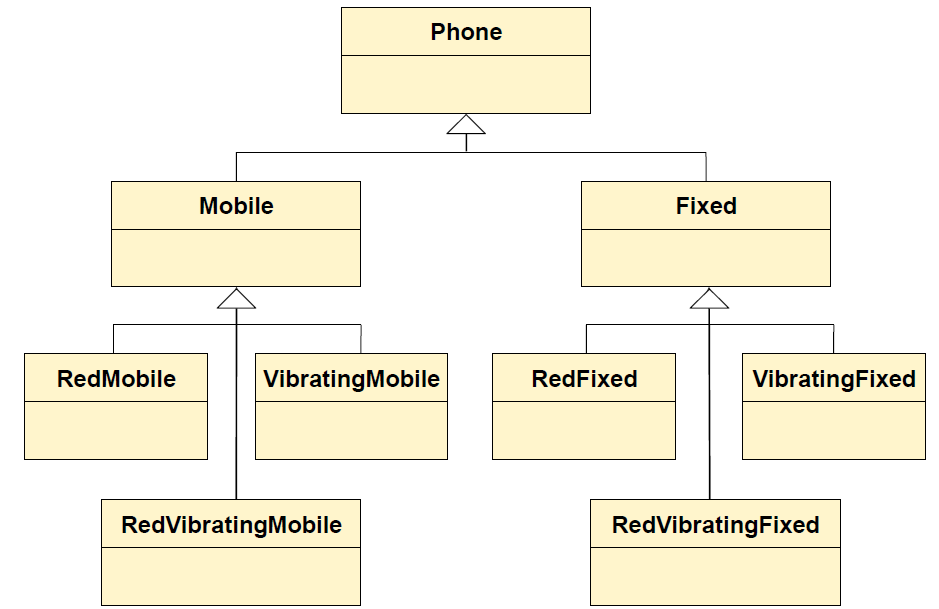 Phone
Mobile
Fixed
RedMobile
VibratingMobile
RedFixed
VibratingFixed
RedVibratingMobile
RedVibratingFixed